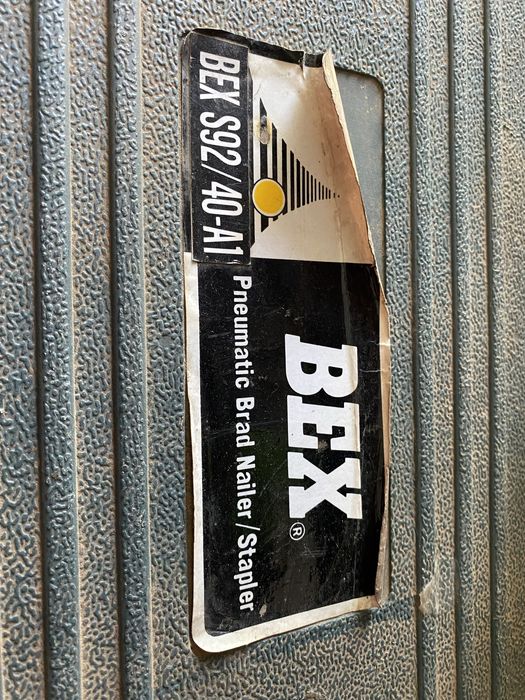 BEX®
BEX S92/40-A1
Pneumatic Brad Nailer/Stapler